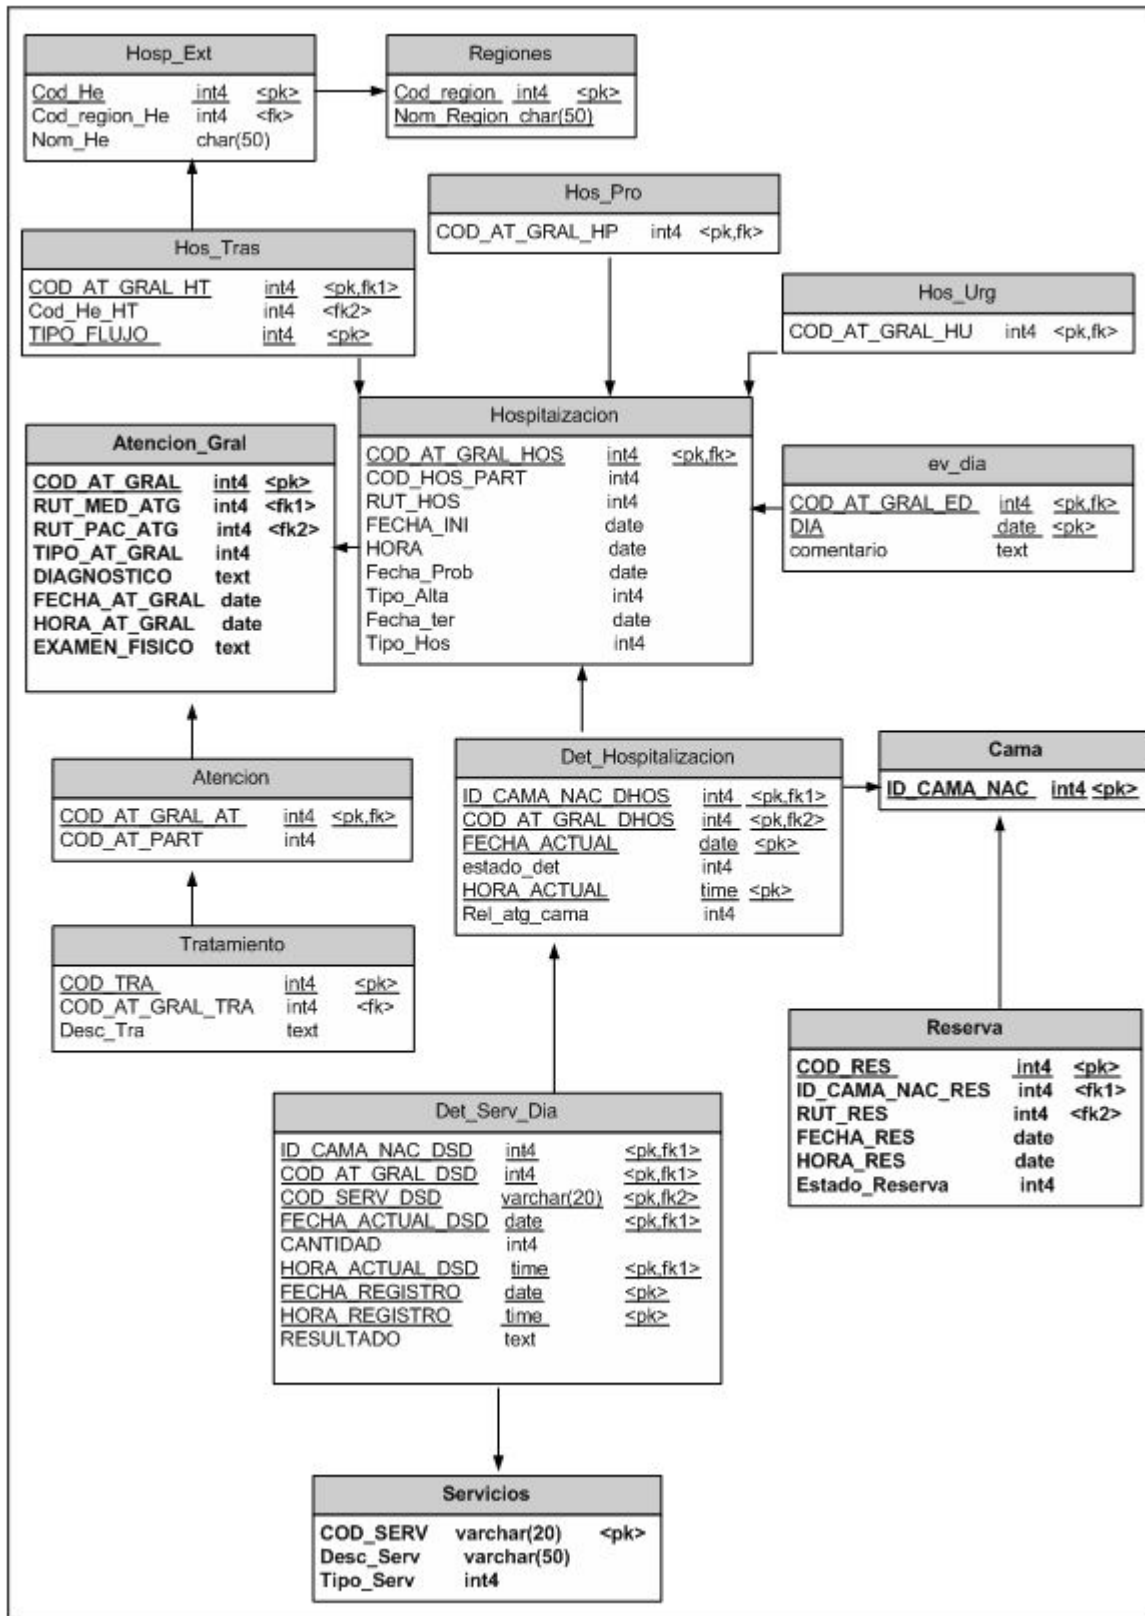 Hosp_Ext
Cod_He int4 <pk>
Cod_region_He int4 <fk>
Nom_He char(50)
Regiones
Cod_region int4 <pk>
Nom_Region char(50)
Hos_Pro
COD_AT_GRAL_HP int4 <pk,fk>
Hos_Tras
COD_AT_GRAL_HT int4 <pk,fk1>
Cod_He_HT int4 <fk2>
TIPO_FLUJO int4 <pk>
Hos_Urg
COD_AT_GRAL_HU int4 <pk,fk>
Hospitaizacion
COD_AT_GRAL_HOS int4 <pk,fk>
COD_HOS_PART int4
RUT_HOS int4
FECHA_INI date
HORA date
Fecha_Prob date
Tipo_Alta int4
Fecha_ter date
Tipo_Hos int4
Atencion_Gral
COD_AT_GRAL int4 <pk>
RUT_MED_ATG int4 <fk1>
RUT_PAC_ATG int4 <fk2>
TIPO_AT_GRAL int4
DIAGNOSTICO text
FECHA_AT_GRAL date
HORA_AT_GRAL date
EXAMEN_FISICO text
ev_dia
COD_AT_GRAL_ED int4 <pk,fk>
DIA date <pk>
comentario text
Det_Hospitalizacion
ID_CAMA_NAC_DHOS int4 <pk,fk1>
COD_AT_GRAL_DHOS int4 <pk,fk2>
FECHA_ACTUAL date <pk>
estado_det int4
HORA_ACTUAL time <pk>
Rel_atg_cama int4
Cama
ID_CAMA_NAC int4 <pk>
Atencion
COD_AT_GRAL_AT int4 <pk,fk>
COD_AT_PART int4
Tratamiento
COD_TRA int4 <pk>
COD_AT_GRAL_TRA int4 <fk>
Desc_Tra text
Reserva
COD_RES int4 <pk>
ID_CAMA_NAC_RES int4 <fk1>
RUT_RES int4 <fk2>
FECHA_RES date
HORA_RES date
Estado_Reserva int4
Det_Serv_Dia
ID_CAMA_NAC_DSD int4 <pk,fk1>
COD_AT_GRAL_DSD int4 <pk,fk1>
COD_SERV_DSD varchar(20) <pk,fk2>
FECHA_ACTUAL_DSD date <pk,fk1>
CANTIDAD int4
HORA_ACTUAL_DSD time <pk,fk1>
FECHA_REGISTRO date <pk>
HORA_REGISTRO time <pk>
RESULTADO text
Servicios
COD_SERV varchar(20) <pk>
Desc_Serv varchar(50)
Tipo_Serv int4